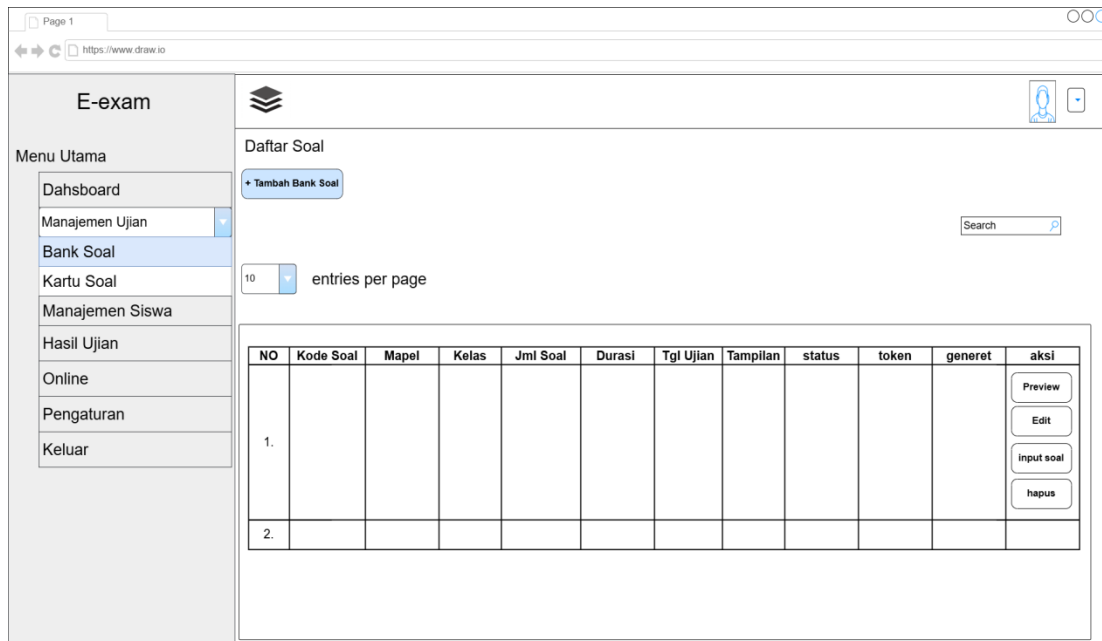 Page 1
https://www.draw.io
E-exam
Menu Utama
Dahsboard
Manajemen Ujian
Bank Soal
Kartu Soal
Manajemen Siswa
Hasil Ujian
Online
Pengaturan
Keluar
Daftar Soal
+ Tambah Bank Soal
Search
10 entries per page
NO Kode Soal Mapel Kelas Jml Soal Durasi Tgl Ujian Tampilan status token generet aksi
1.
Preview
Edit
input soal
hapus
2.